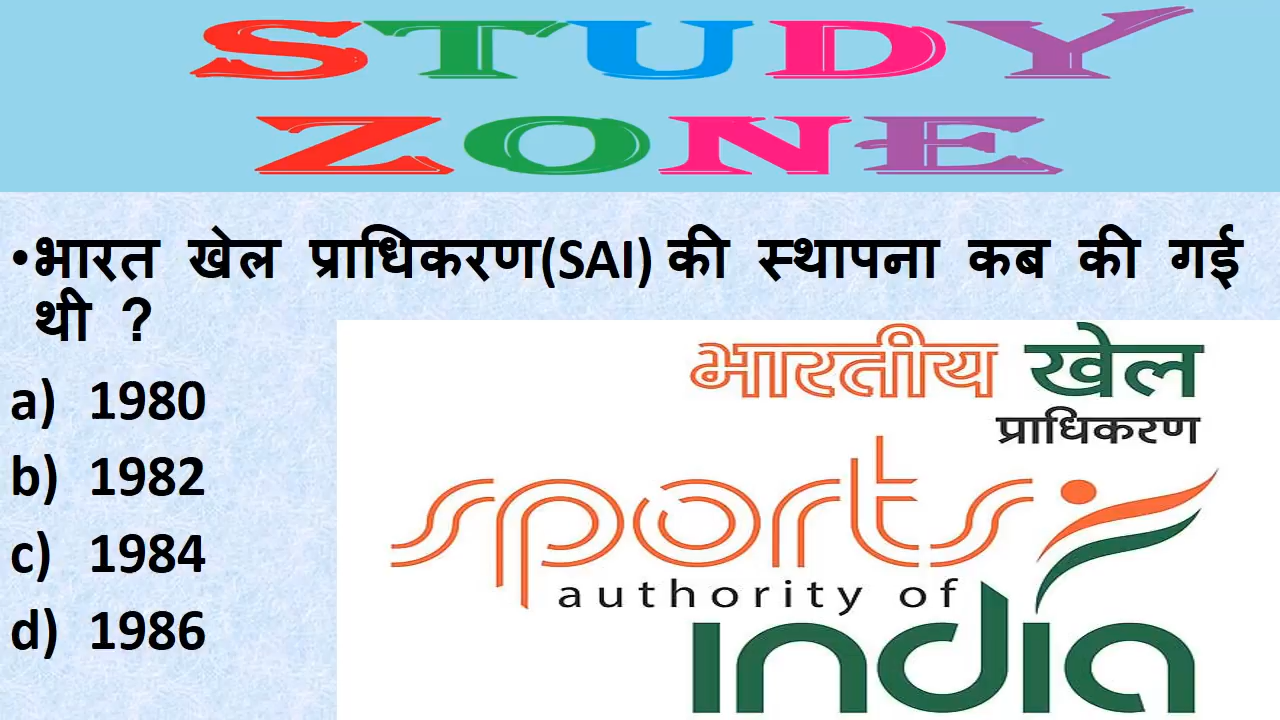 STUDY
ZONE
•भारत खेल प्राधिकरण(SAI) की स्थापना कब की गई
थी ?
a) 1980
b) 1982
c) 1984
d) 1986
भारतीय खेल
प्राधिकरण
sports
authority of
india